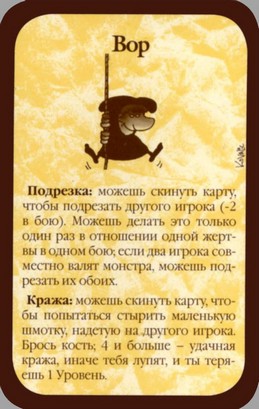 Вор
Подрезка: можешь скинуть карту,
чтобы подрезать другого игрока (-2
в бою). Можешь делать это только
один раз в отношении одной жерт-
вы в одном бою; если два игрока сов-
местно валят монстра, можешь под-
резать их обоих.
Кража: можешь скинуть карту, что-
бы попытаться стырить маленькую
шмотку, надетую на другого игрока.
Брось кость; 4 и больше – удачная
кража, иначе тебя лупят, и ты теря-
ешь 1 Уровень.